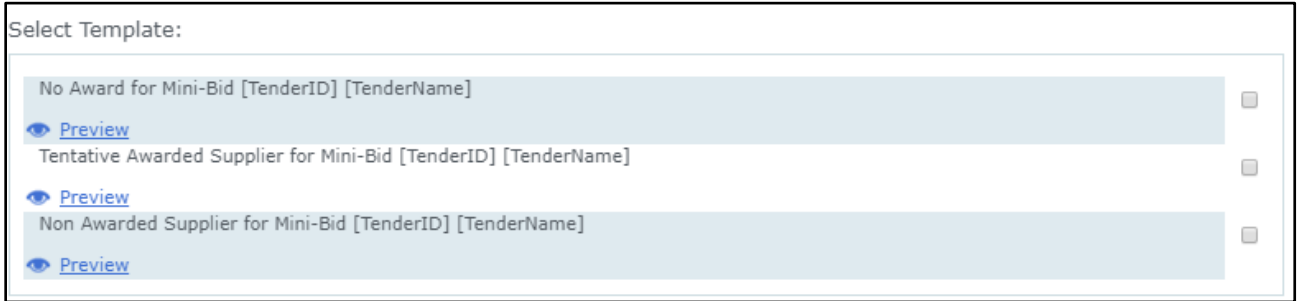 Select Template:
No Award for Mini-Bid [TenderID] [TenderName]
Preview
Tentative Awarded Supplier for Mini-Bid [TenderID] [TenderName]
Preview
Non Awarded Supplier for Mini-Bid [TenderID] [TenderName]
Preview